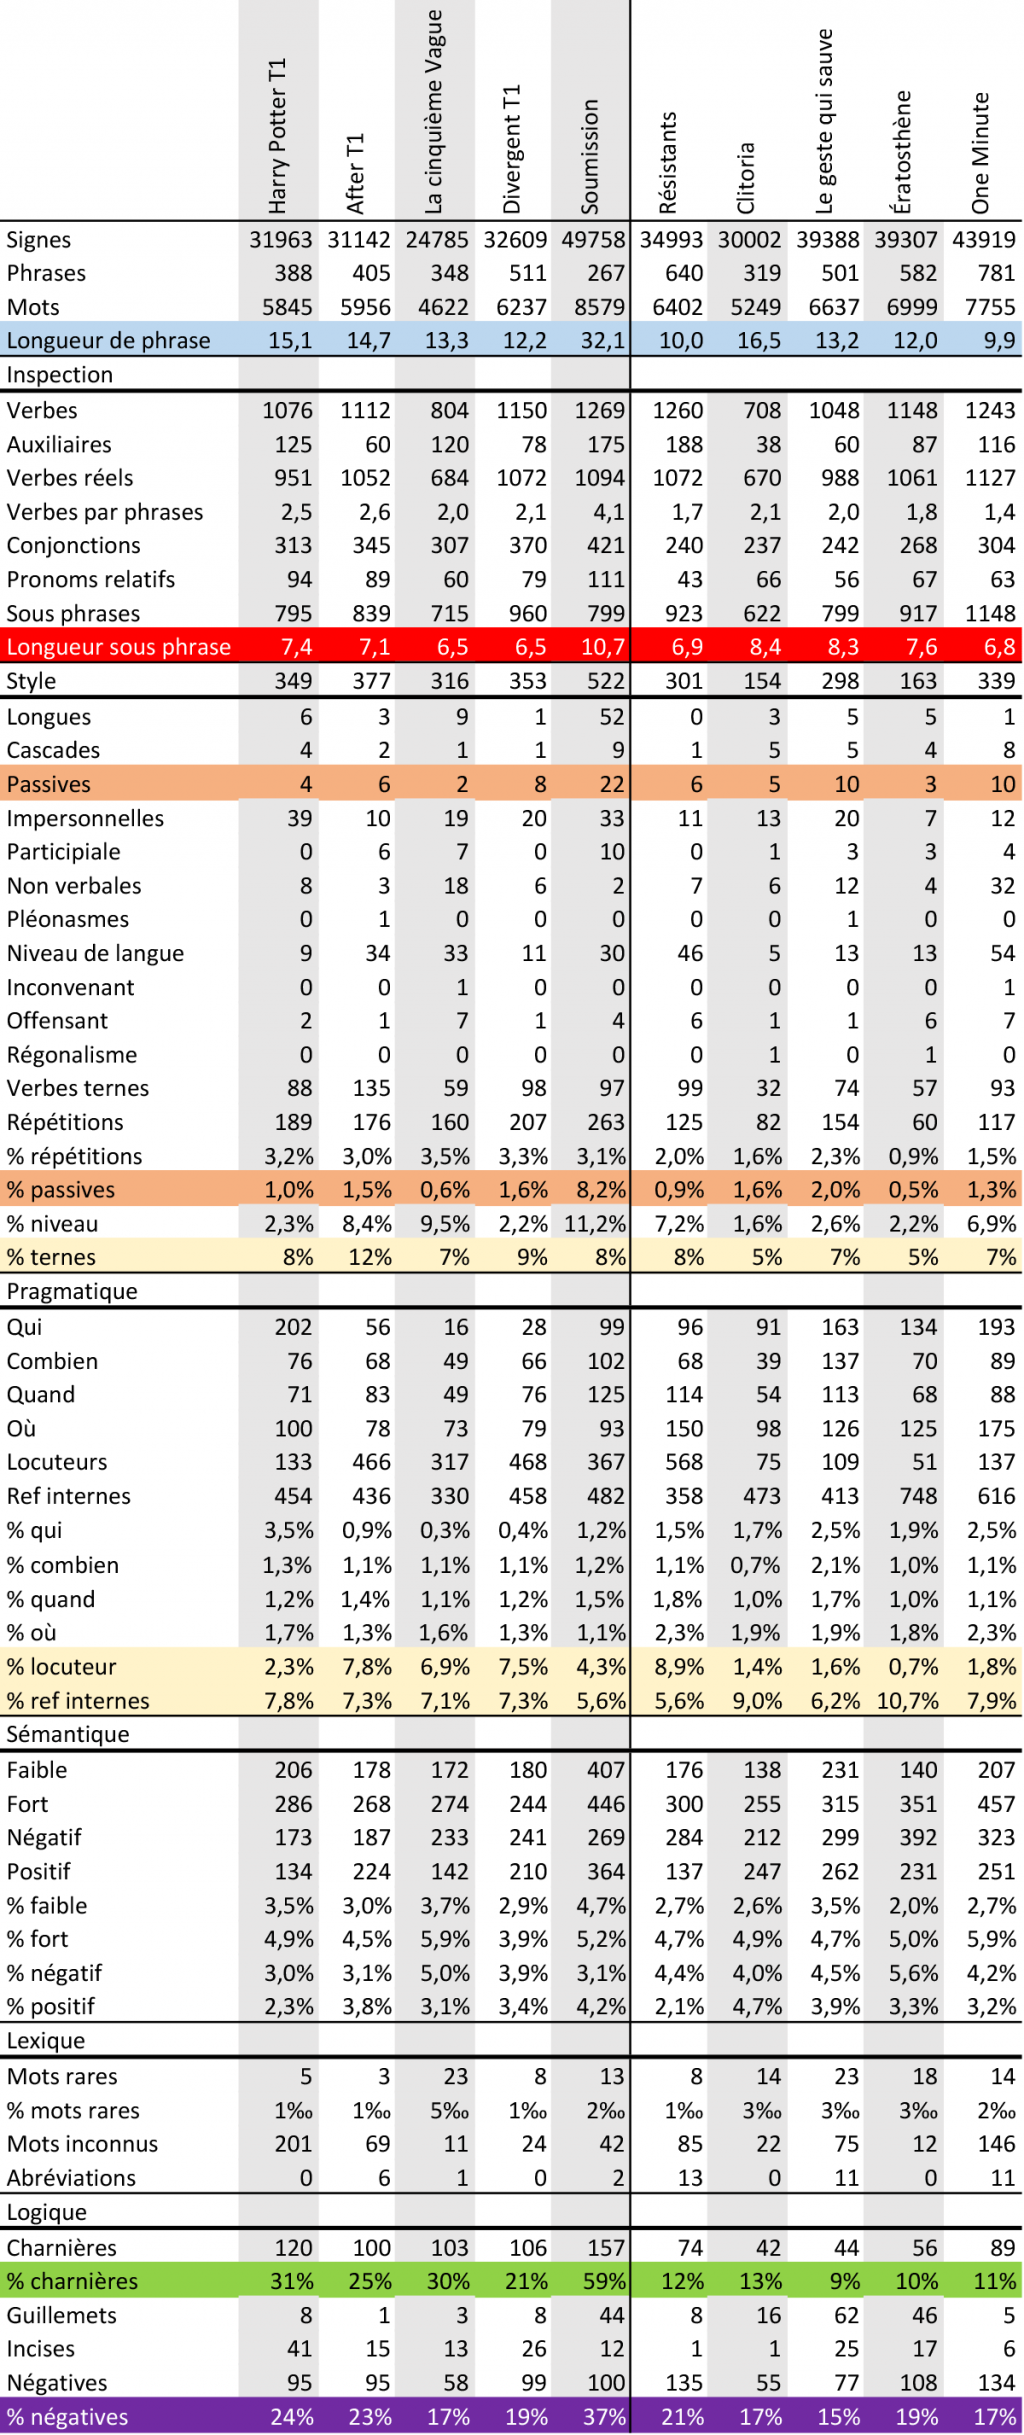 Harry Potter T1 After T1 La cinquième Vague Divergent T1 Soumission Résistants Clitoria Le geste qui sauve Ératosthène One Minute
Signes 31963 31142 24785 32609 49758 34993 30002 39388 39307 43919
Phrases 388 405 348 511 267 640 319 501 582 781
Mots 5845 5956 4622 6237 8579 6402 5249 6637 6999 7755
Longueur de phrase 15,1 14,7 13,3 12,2 32,1 10,0 16,5 13,2 12,0 9,9
Inspection
Verbes 1076 1112 804 1150 1269 1260 708 1048 1148 1243
Auxiliaires 125 60 120 78 175 188 38 60 87 116
Verbes réels 951 1052 684 1072 1094 1072 670 988 1061 1127
Verbes par phrases 2,5 2,6 2,0 2,1 4,1 1,7 2,1 2,0 1,8 1,4
Conjonctions 313 345 307 370 421 240 237 242 268 304
Pronoms relatifs 94 89 60 79 111 43 66 56 67 63
Sous phrases 795 839 715 960 799 923 622 799 917 1148
Longueur sous phrase 7,4 7,1 6,5 6,5 10,7 6,9 8,4 8,3 7,6 6,8
Style 349 377 316 353 522 301 154 298 163 339
Longues 6 3 9 1 52 0 3 5 5 1
Cascades 4 2 1 1 9 1 5 5 4 8
Passives 4 6 2 8 22 6 5 10 3 10
Impersonnelles 39 10 19 20 33 11 13 20 7 12
Participiale 0 6 7 0 10 0 1 3 3 4
Non verbales 8 3 18 6 2 7 6 12 4 32
Pléonasmes 0 1 0 0 0 0 0 1 0 0
Niveau de langue 9 34 33 11 30 46 5 13 13 54
Inconvenant 0 0 1 0 0 0 0 0 0 1
Offensant 2 1 7 1 4 6 1 1 6 7
Régonalisme 0 0 0 0 0 0 1 0 1 0
Verbes ternes 88 135 59 98 97 99 32 74 57 93
Répétitions 189 176 160 207 263 125 82 154 60 117
% répétitions 3,2% 3,0% 3,5% 3,3% 3,1% 2,0% 1,6% 2,3% 0,9% 1,5%
% passives 1,0% 1,5% 0,6% 1,6% 8,2% 0,9% 1,6% 2,0% 0,5% 1,3%
% niveau 2,3% 8,4% 9,5% 2,2% 11,2% 7,2% 1,6% 2,6% 2,2% 6,9%
% ternes 8% 12% 7% 9% 8% 8% 5% 7% 5% 7%
Pragmatique
Qui 202 56 16 28 99 96 91 163 134 193
Combien 76 68 49 66 102 68 39 137 70 89
Quand 71 83 49 76 125 114 54 113 68 88
Où 100 78 73 79 93 150 98 126 125 175
Locuteurs 133 466 317 468 367 568 75 109 51 137
Ref internes 454 436 330 458 482 358 473 413 748 616
% qui 3,5% 0,9% 0,3% 0,4% 1,2% 1,5% 1,7% 2,5% 1,9% 2,5%
% combien 1,3% 1,1% 1,1% 1,1% 1,2% 1,1% 0,7% 2,1% 1,0% 1,1%
% quand 1,2% 1,4% 1,1% 1,2% 1,5% 1,8% 1,0% 1,7% 1,0% 1,1%
% où 1,7% 1,3% 1,6% 1,3% 1,1% 2,3% 1,9% 1,9% 1,8% 2,3%
% locuteur 2,3% 7,8% 6,9% 7,5% 4,3% 8,9% 1,4% 1,6% 0,7% 1,8%
% ref internes 7,8% 7,3% 7,1% 7,3% 5,6% 5,6% 9,0% 6,2% 10,7% 7,9%
Sémantique
Faible 206 178 172 180 407 176 138 231 140 207
Fort 286 268 274 244 446 300 255 315 351 457
Négatif 173 187 233 241 269 284 212 299 392 323
Positif 134 224 142 210 364 137 247 262 231 251
% faible 3,5% 3,0% 3,7% 2,9% 4,7% 2,7% 2,6% 3,5% 2,0% 2,7%
% fort 4,9% 4,5% 5,9% 3,9% 5,2% 4,7% 4,9% 4,7% 5,0% 5,9%
% négatif 3,0% 3,1% 5,0% 3,9% 3,1% 4,4% 4,0% 4,5% 5,6% 4,2%
% positif 2,3% 3,8% 3,1% 3,4% 4,2% 2,1% 4,7% 3,9% 3,3% 3,2%
Lexique
Mots rares 5 3 23 8 13 8 14 23 18 14
% mots rares 1‰ 1‰ 5‰ 1‰ 2‰ 1‰ 3‰ 3‰ 3‰ 2‰
Mots inconnus 201 69 11 24 42 85 22 75 12 146
Abréviations 0 6 1 0 2 13 0 11 0 11
Logique
Charnières 120 100 103 106 157 74 42 44 56 89
% charnières 31% 25% 30% 21% 59% 12% 13% 9% 10% 11%
Guillemets 8 1 3 8 44 8 16 62 46 5
Incises 41 15 13 26 12 1 1 25 17 6
Négatives 95 95 58 99 100 135 55 77 108 134
% négatives 24% 23% 17% 19% 37% 21% 17% 15% 19% 17%